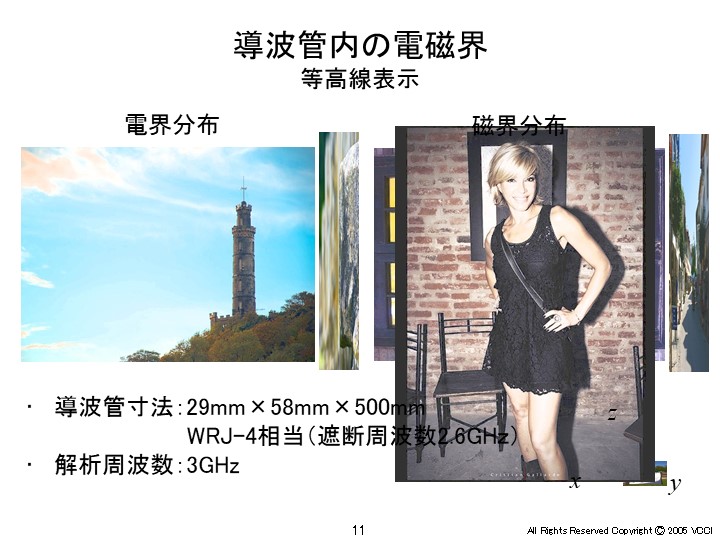 導波管内の電磁界
等高線表示
電界分布
磁界分布
・ 導波管寸法：29mm×58mm×500mm
WRJ-4相当（遮断周波数2.6GHz）
・ 解析周波数：3GHz
z
x
y
11
All Rights Reserved Copyright © 2005 VCCI